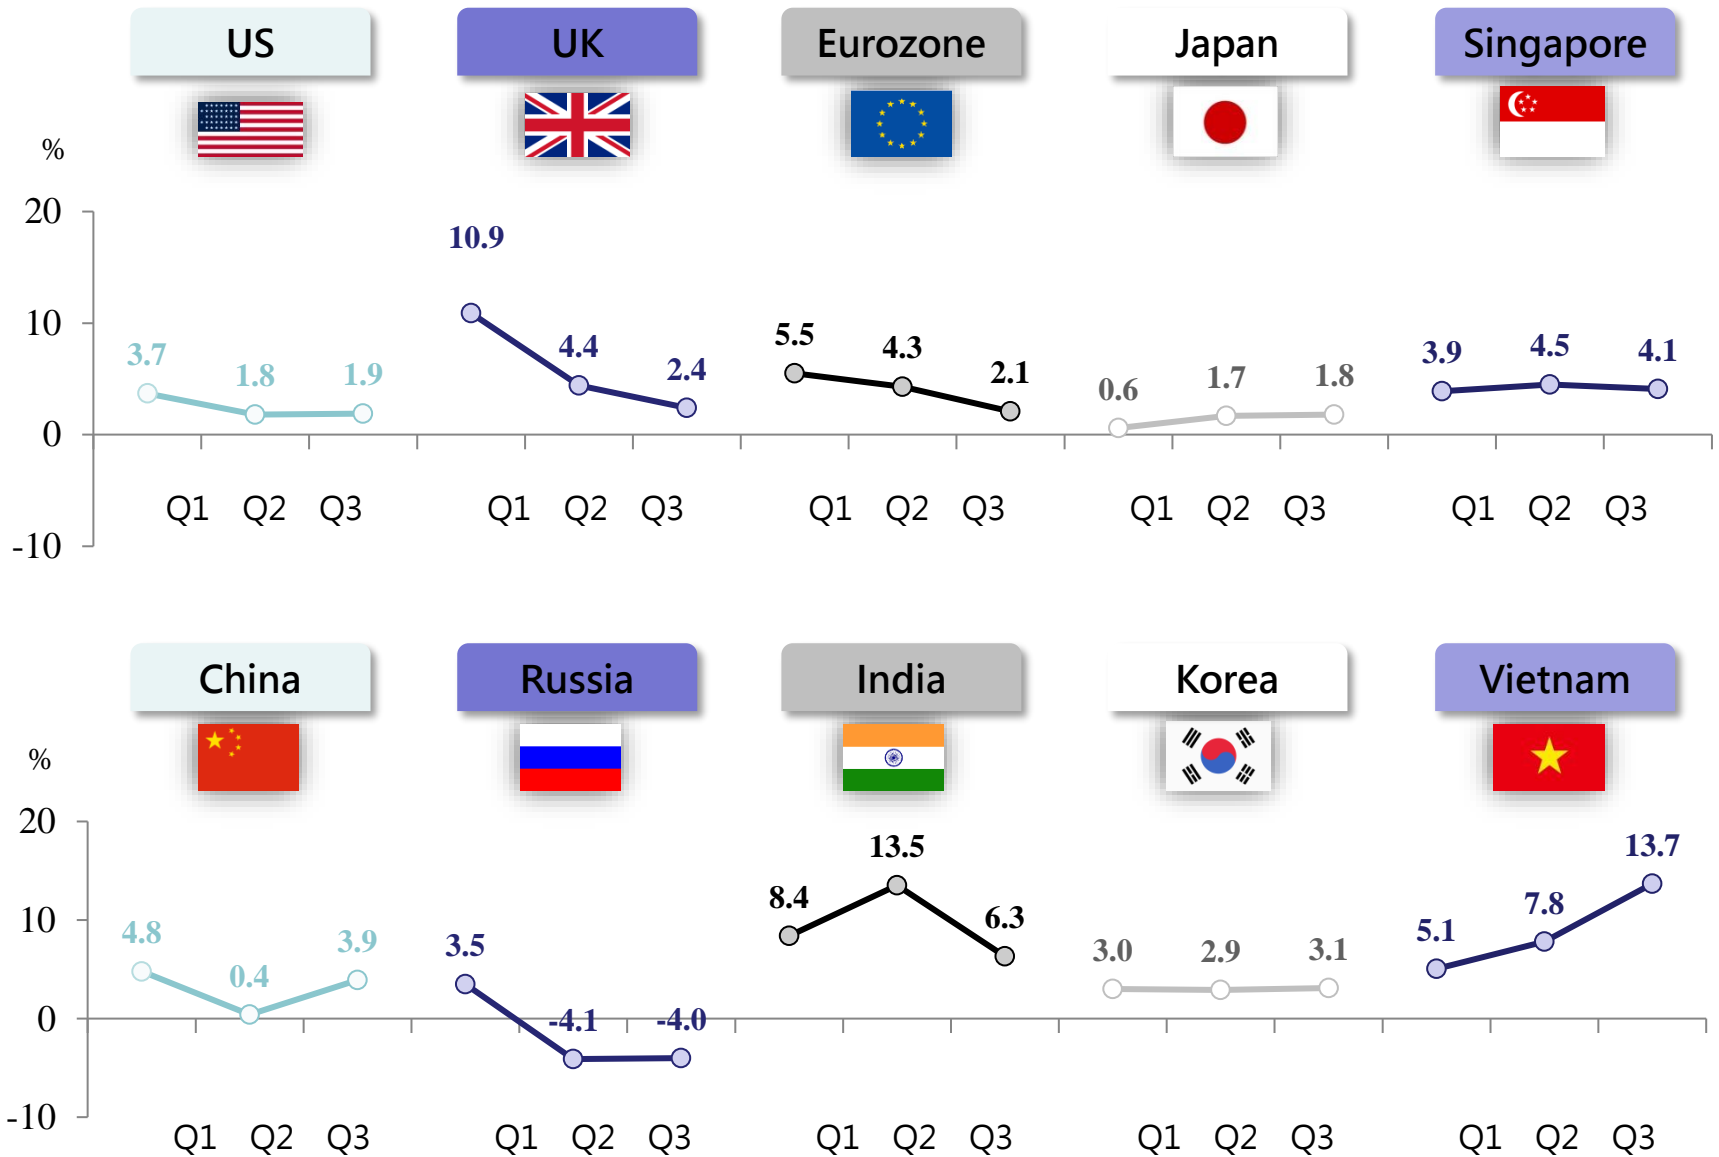 US UK Eurozone Japan Singapore
%
20
10.9
10
3.7 1.8 1.9 4.4 2.4 5.5 4.3 2.1 0.6 1.7 1.8 3.9 4.5 4.1
0
Q1 Q2 Q3 Q1 Q2 Q3 Q1 Q2 Q3 Q1 Q2 Q3 Q1 Q2 Q3
-10
China Russia India Korea Vietnam
%
20
13.5 13.7
8.4 6.3 7.8
10
4.8 0.4 3.9 3.5 3.0 2.9 3.1 5.1
0
-4.1 -4.0
-10
Q1 Q2 Q3 Q1 Q2 Q3 Q1 Q2 Q3 Q1 Q2 Q3 Q1 Q2 Q3